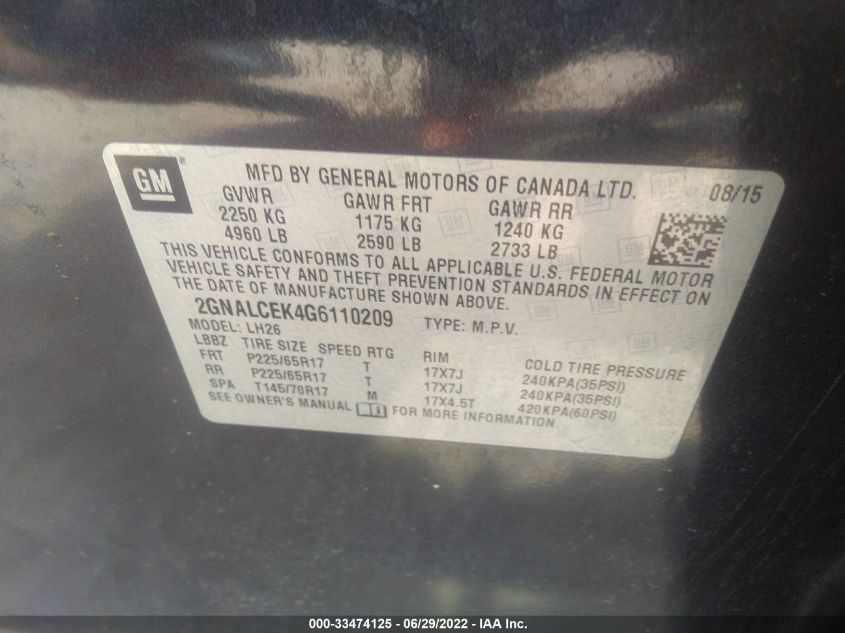 GM
MFD BY GENERAL MOTORS OF CANADA LTD. 08/15
GVWR GAWR FRT GAWR RR
2250 KG 1175 KG 1240 KG
4960 LB 2590 LB 2733 LB
THIS VEHICLE CONFORMS TO ALL APPLICABLE U.S. FEDERAL MOTOR
VEHICLE SAFETY AND THEFT PREVENTION STANDARDS IN EFFECT ON
THE DATE OF MANUFACTURE SHOWN ABOVE.
2GNALCEK4G6110209 TYPE: M.P.V.
MODEL: LH26
LBBZ TIRE SIZE SPEED RTG RIM COLD TIRE PRESSURE
FRT P225/65R17 T 17X7J 240KPA(35PSI)
RR P225/65R17 T 17X7J 240KPA(35PSI)
SPA T145/70R17 M 17X4.5T 420KPA(60PSI)
SEE OWNER'S MANUAL FOR MORE INFORMATION.
000-33474125 - 06/29/2022 - IAA Inc.